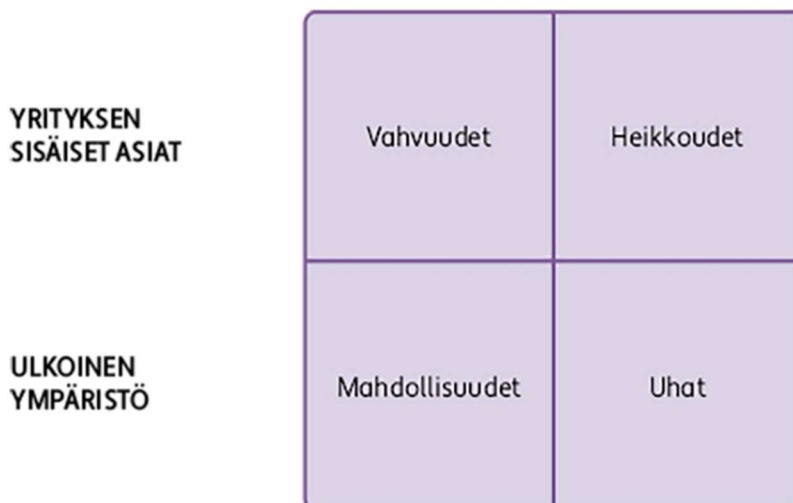 YRITYKSEN
SISÄISET ASIAT
Vahvuudet
Heikkoudet
ULKOINEN
YMPÄRISTÖ
Mahdollisuudet
Uhat